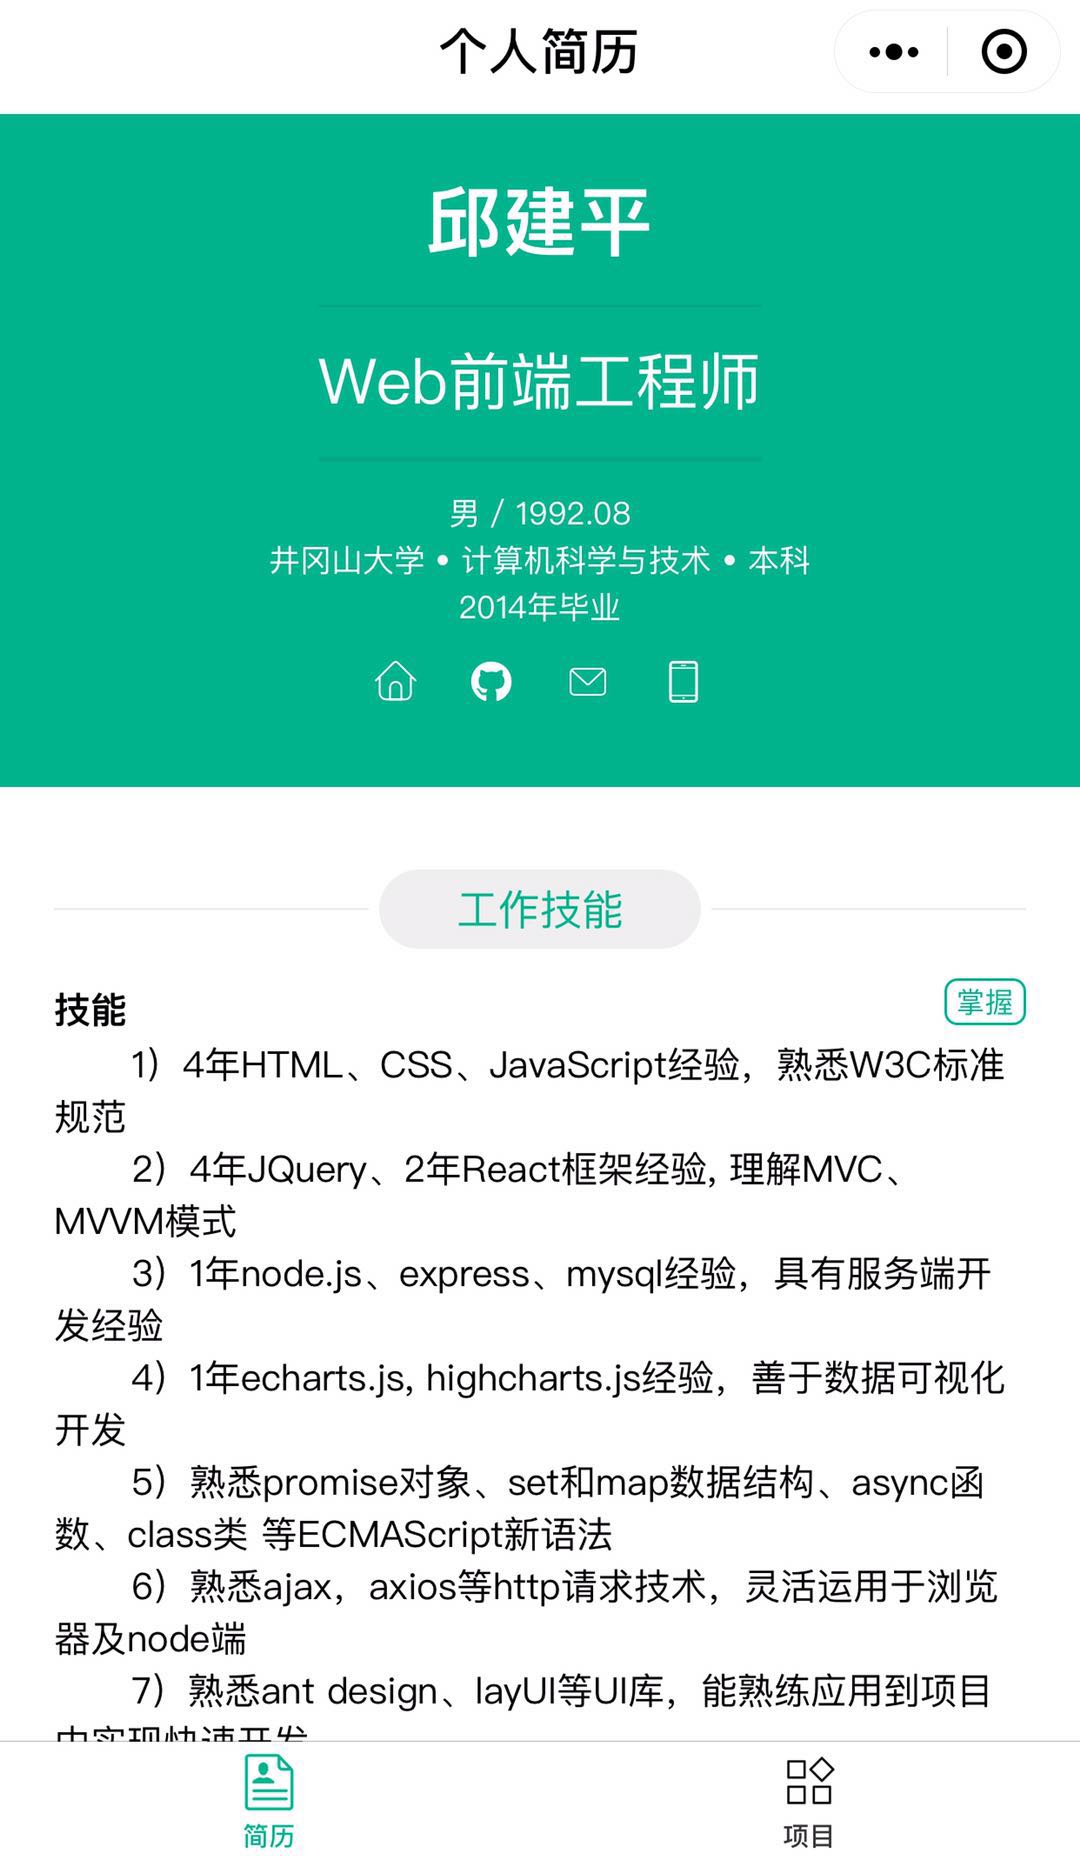 个人简历
邱建平
Web前端工程师
男 / 1992.08
井冈山大学 • 计算机科学与技术 • 本科
2014年毕业
工作技能
技能
掌握
1）4年HTML、CSS、JavaScript经验，熟悉W3C标准
规范
2）4年JQuery、2年React框架经验, 理解MVC、
MVVM模式
3）1年node.js、express、mysql经验，具有服务端开
发经验
4）1年echarts.js, highcharts.js经验，善于数据可视化
开发
5）熟悉promise对象、set和map数据结构、async函
数、class类 等ECMAScript新语法
6）熟悉ajax，axios等http请求技术，灵活运用于浏览
器及node端
7）熟悉ant design、layUI等UI库，能熟练应用到项目
中实现快速开发
简历
项目